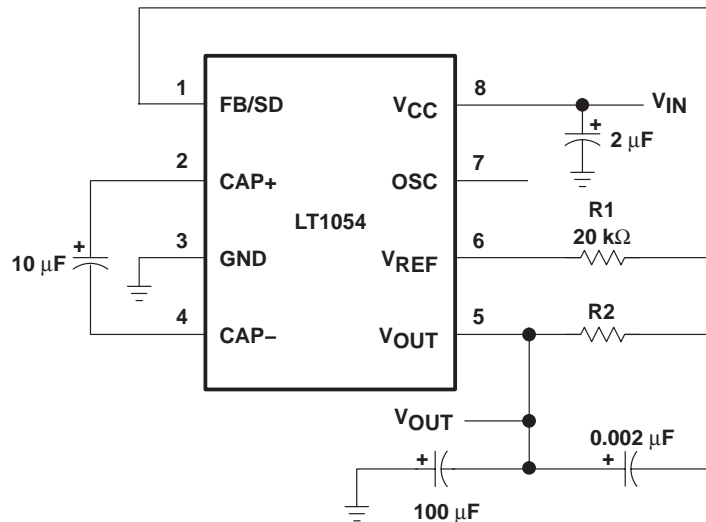 1
FB/SD
VCC
8
VIN
+
2 μF
2
CAP+
OSC
7
LT1054
R1
20 kΩ
+
10 μF
3
GND
VREF
6
4
CAP−
VOUT
5
R2
VOUT
0.002 μF
+
+
100 μF